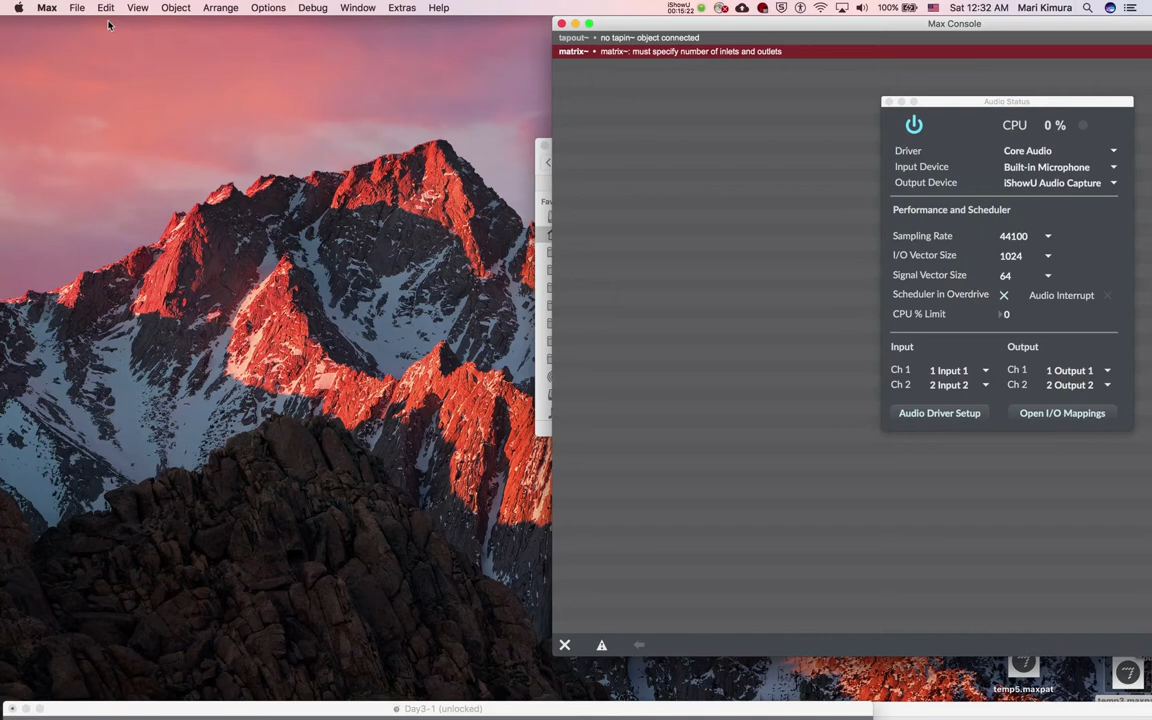 Max File Edit View Object Arrange Options Debug Window Extras Help iShowU 00:15:22 100% Sat 12:32 AM Mari Kimura
Max Console
tapout~ • no tapin~ object connected
matrix~ • matrix~: must specify number of inlets and outlets
Audio Status
CPU 0 %
Driver Core Audio
Input Device Built-in Microphone
Output Device iShowU Audio Capture
Fav
Performance and Scheduler
Sampling Rate 44100
I/O Vector Size 1024
Signal Vector Size 64
Scheduler in Overdrive Audio Interrupt
CPU % Limit 0
Input Output
Ch 1 1 Input 1 Ch 1 1 Output 1
Ch 2 2 Input 2 Ch 2 2 Output 2
Audio Driver Setup Open I/O Mappings
temp5.maxpat
temp3.maxp
Day3-1 (unlocked)